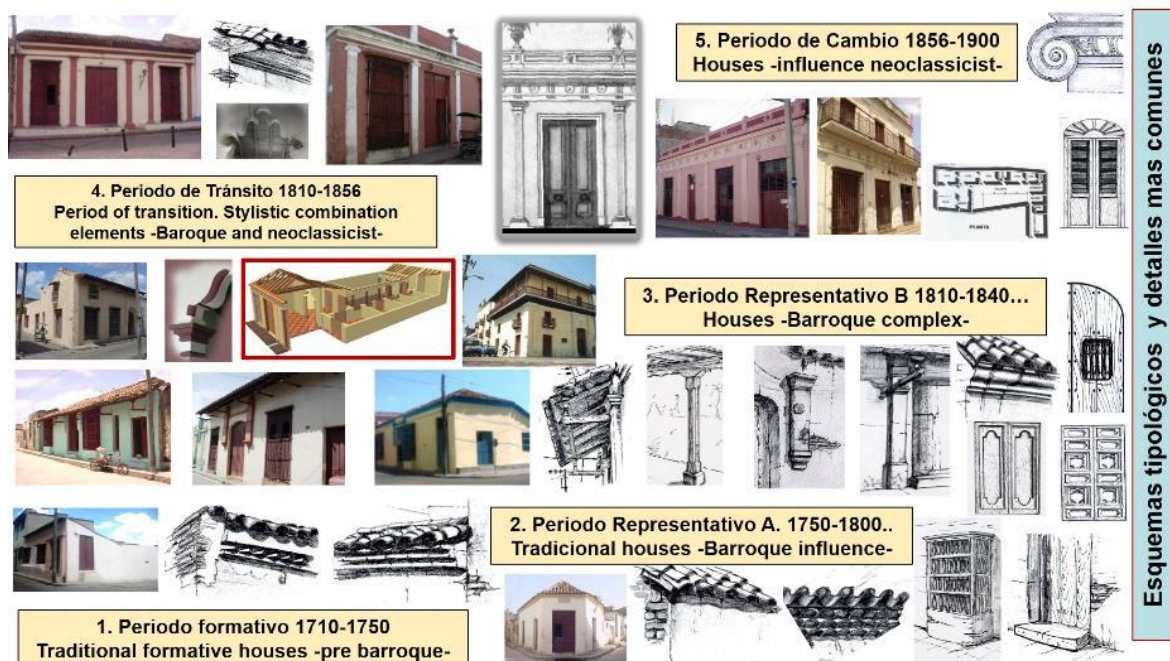 5. Periodo de Cambio 1856-1900
Houses -influence neoclassicist-
4. Periodo de Tránsito 1810-1856
Period of transition. Stylistic combination
elements -Baroque and neoclassicist-
PLANTA
3. Periodo Representativo B 1810-1840...
Houses -Barroque complex-
2. Periodo Representativo A. 1750-1800..
Tradicional houses -Barroque influence-
1. Periodo formativo 1710-1750
Traditional formative houses -pre barroque-
Esquemas tipológicos y detalles mas comunes